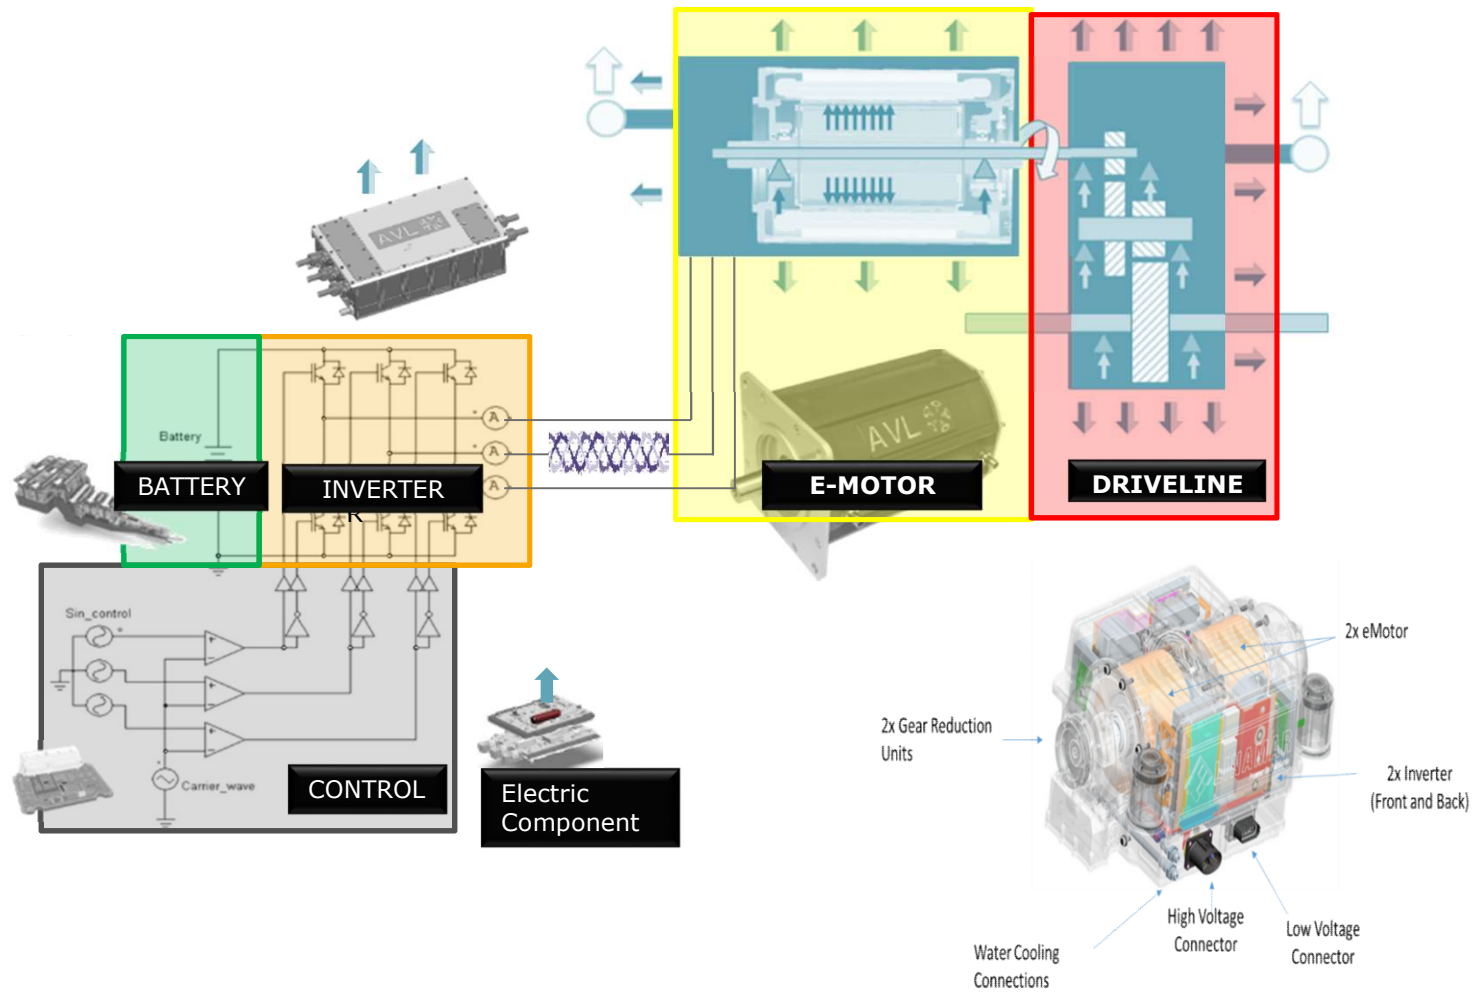 AVL
Battery
BATTERY
INVERTER
R
A
A
A
AVL
E-MOTOR
DRIVELINE
Sin_control
Carrier_wave
CONTROL
Electric
Component
2x eMotor
2x Gear Reduction
Units
2x Inverter
(Front and Back)
High Voltage
Connector
Low Voltage
Connector
Water Cooling
Connections